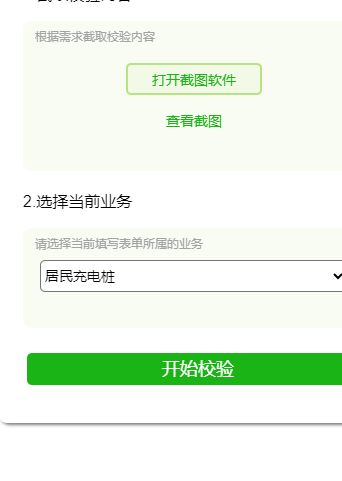 根据需求截取校验内容
打开截图软件
查看截图
2.选择当前业务
请选择当前填写表单所属的业务
居民充电桩
开始校验